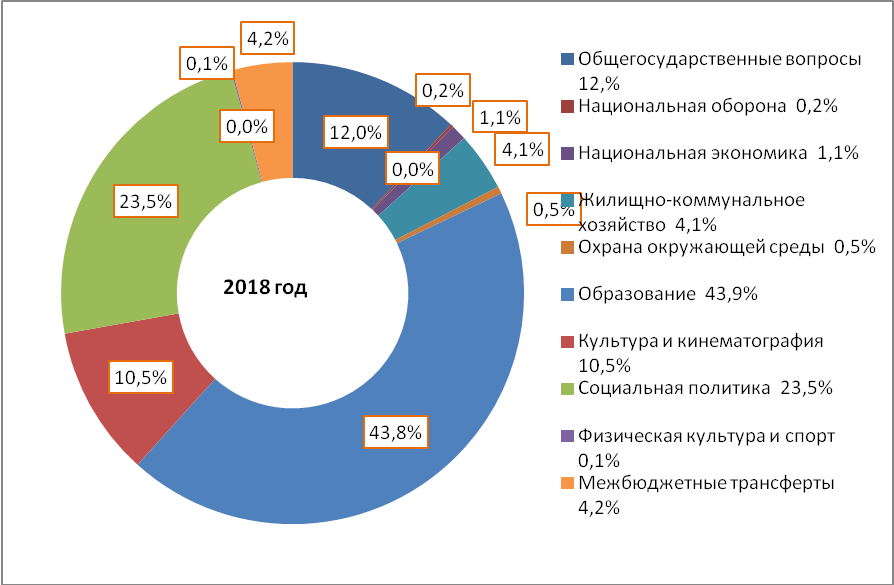 4,2%
0,1%
0,2%
1,1%
0,0%
12,0%
4,1%
0,0%
23,5%
0,5%
2018 год
10,5%
43,8%
Общегосударственные вопросы
12,%
Национальная оборона 0,2%
Национальная экономика 1,1%
Жилищно-коммунальное
хозяйство 4,1%
Охрана окружающей среды 0,5%
Образование 43,9%
Культура и кинематография
10,5%
Социальная политика 23,5%
Физическая культура и спорт
0,1%
Межбюджетные трансферты
4,2%